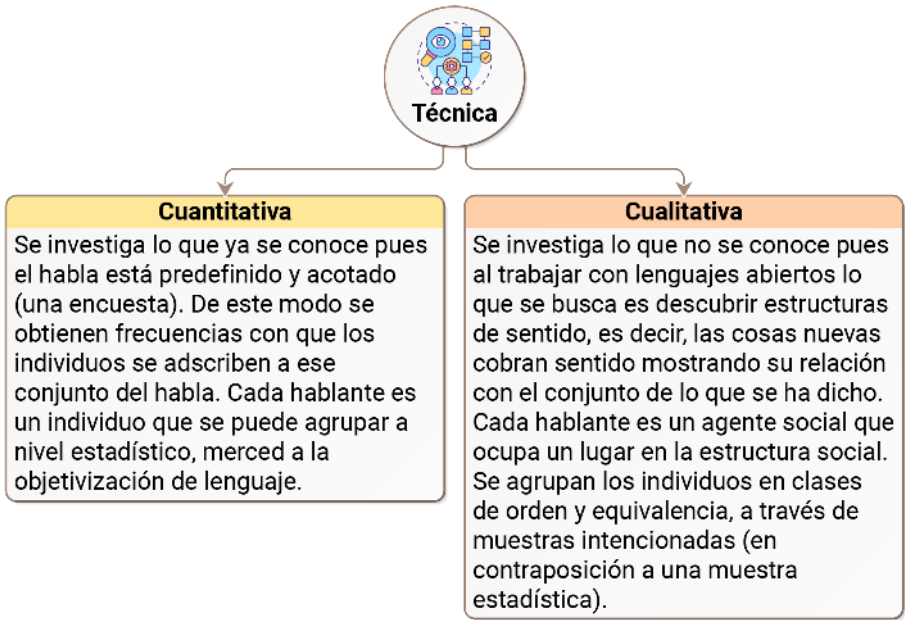 Técnica
Cuantitativa
Se investiga lo que ya se conoce pues
el habla está predefinido y acotado
(una encuesta). De este modo se
obtienen frecuencias con que los
individuos se adscriben a ese
conjunto del habla. Cada hablante es
un individuo que se puede agrupar a
nivel estadístico, merced a la
objetivización de lenguaje.
Cualitativa
Se investiga lo que no se conoce pues
al trabajar con lenguajes abiertos lo
que se busca es descubrir estructuras
de sentido, es decir, las cosas nuevas
cobran sentido mostrando su relación
con el conjunto de lo que se ha dicho.
Cada hablante es un agente social que
ocupa un lugar en la estructura social.
Se agrupan los individuos en clases
de orden y equivalencia, a través de
muestras intencionadas (en
contraposición a una muestra
estadística).